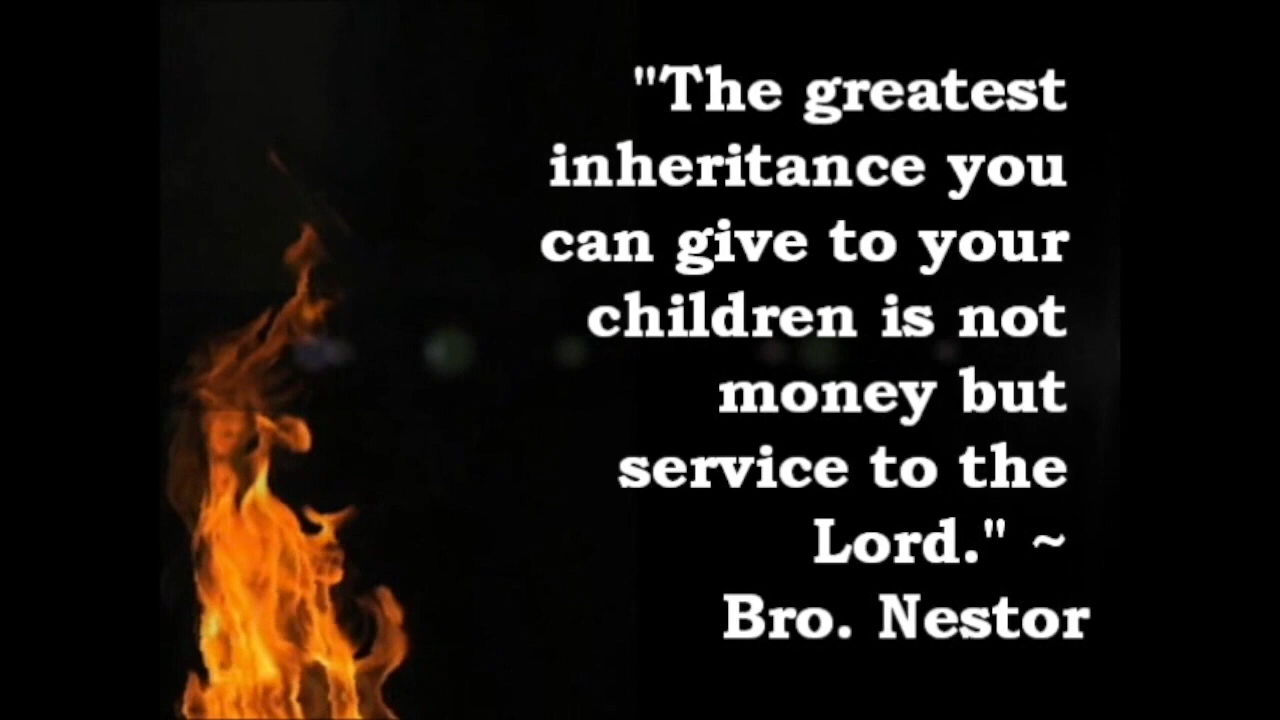 "The greatest
inheritance you
can give to your
children is not
money but
service to the
Lord." ~
Bro. Nestor